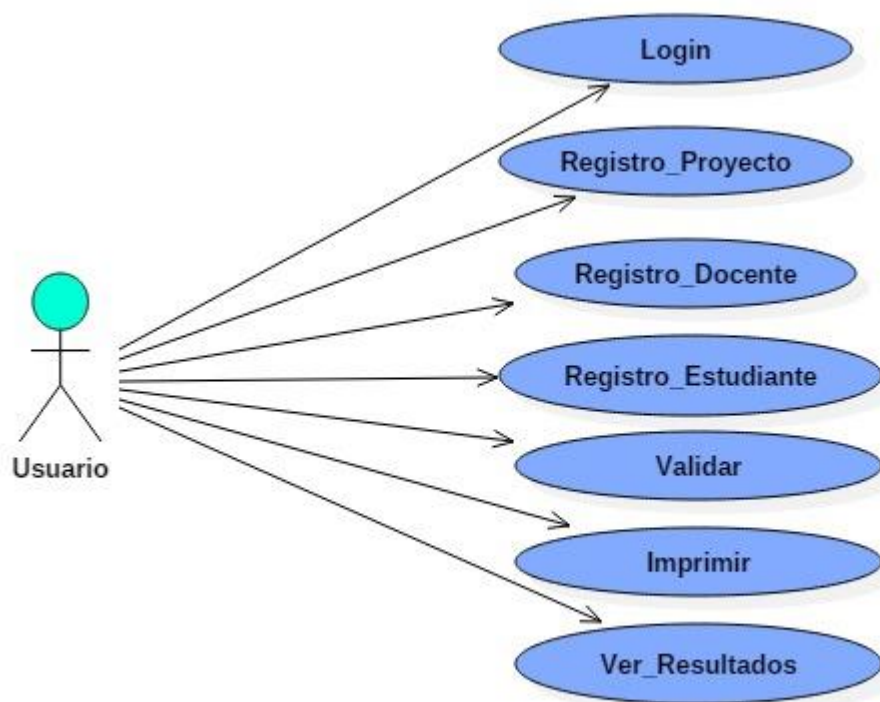 Login
Registro_Proyecto
Registro_Docente
Registro_Estudiante
Usuario
Validar
Imprimir
Ver_Resultados